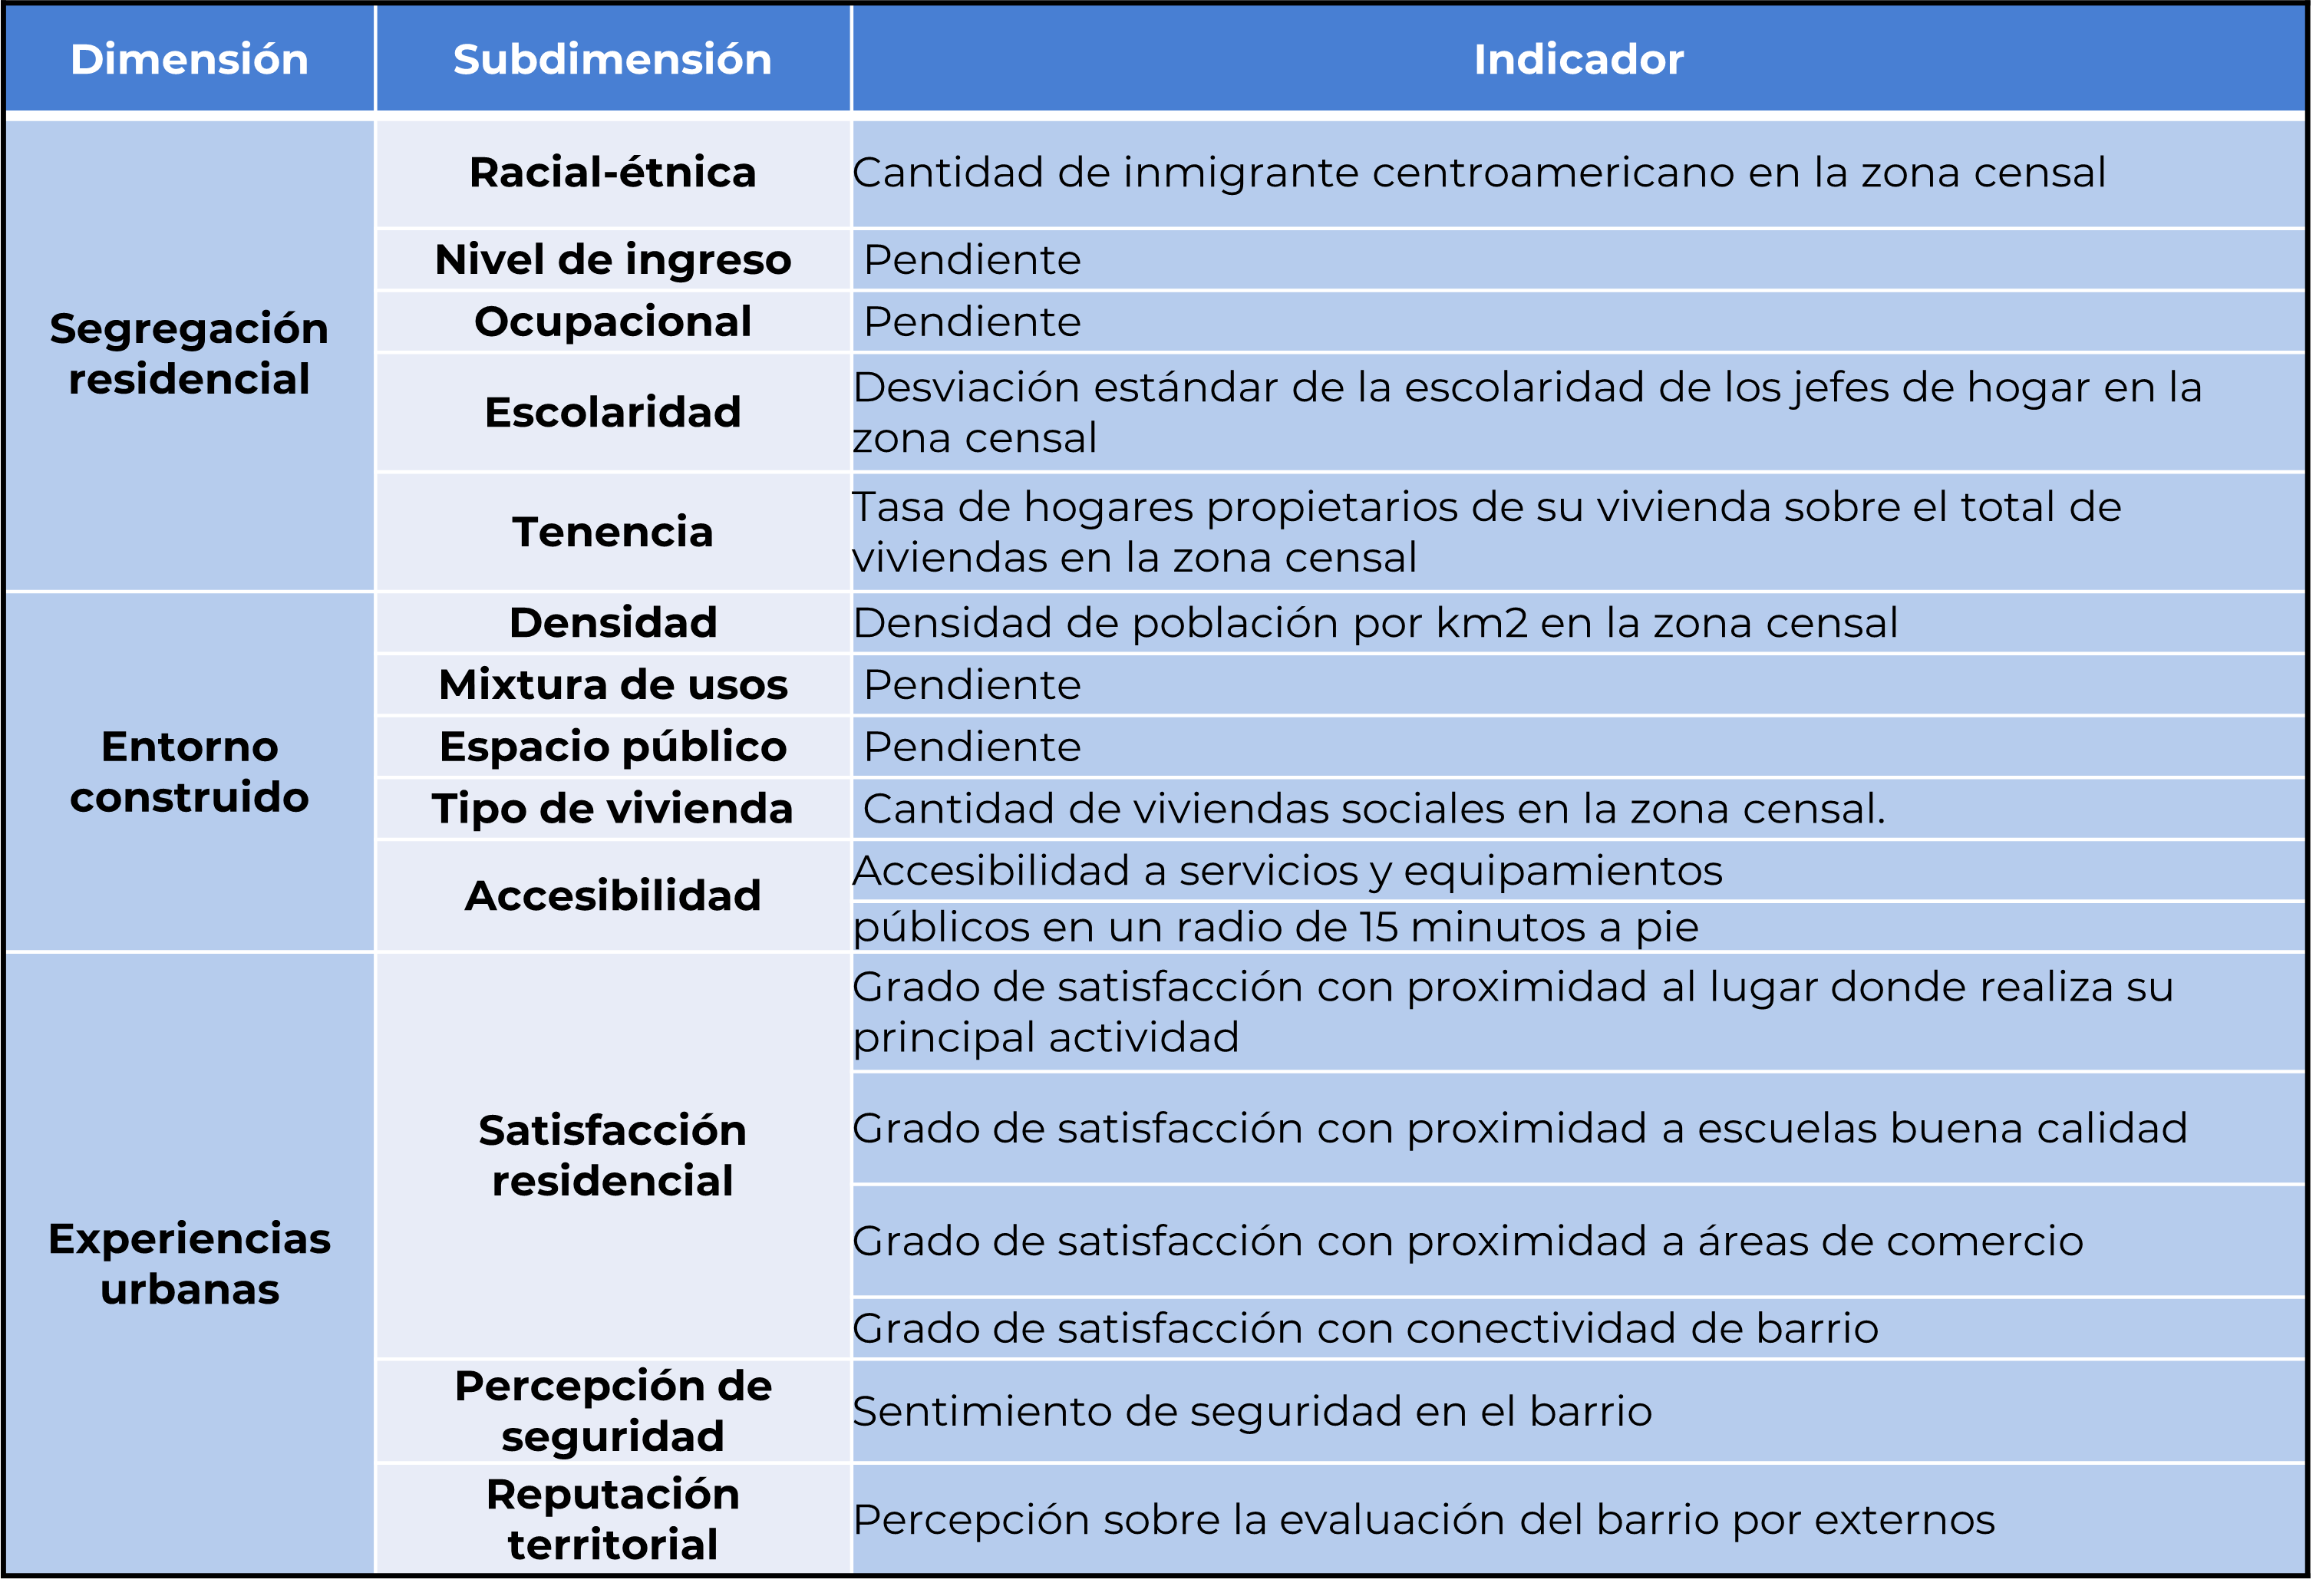 Dimensión Subdimensión Indicador
Segregación
residencial
Racial-étnica
Cantidad de inmigrante centroamericano en la zona censal
Nivel de ingreso
Pendiente
Ocupacional
Pendiente
Escolaridad
Desviación estándar de la escolaridad de los jefes de hogar en la
zona censal
Tenencia
Tasa de hogares propietarios de su vivienda sobre el total de
viviendas en la zona censal
Entorno
construido
Densidad
Densidad de población por km2 en la zona censal
Mixtura de usos
Pendiente
Espacio público
Pendiente
Tipo de vivienda
Cantidad de viviendas sociales en la zona censal.
Accesibilidad
Accesibilidad a servicios y equipamientos
públicos en un radio de 15 minutos a pie
Experiencias
urbanas
Satisfacción
residencial
Grado de satisfacción con proximidad al lugar donde realiza su
principal actividad
Grado de satisfacción con proximidad a escuelas buena calidad
Grado de satisfacción con proximidad a áreas de comercio
Grado de satisfacción con conectividad de barrio
Percepción de
seguridad
Sentimiento de seguridad en el barrio
Reputación
territorial
Percepción sobre la evaluación del barrio por externos